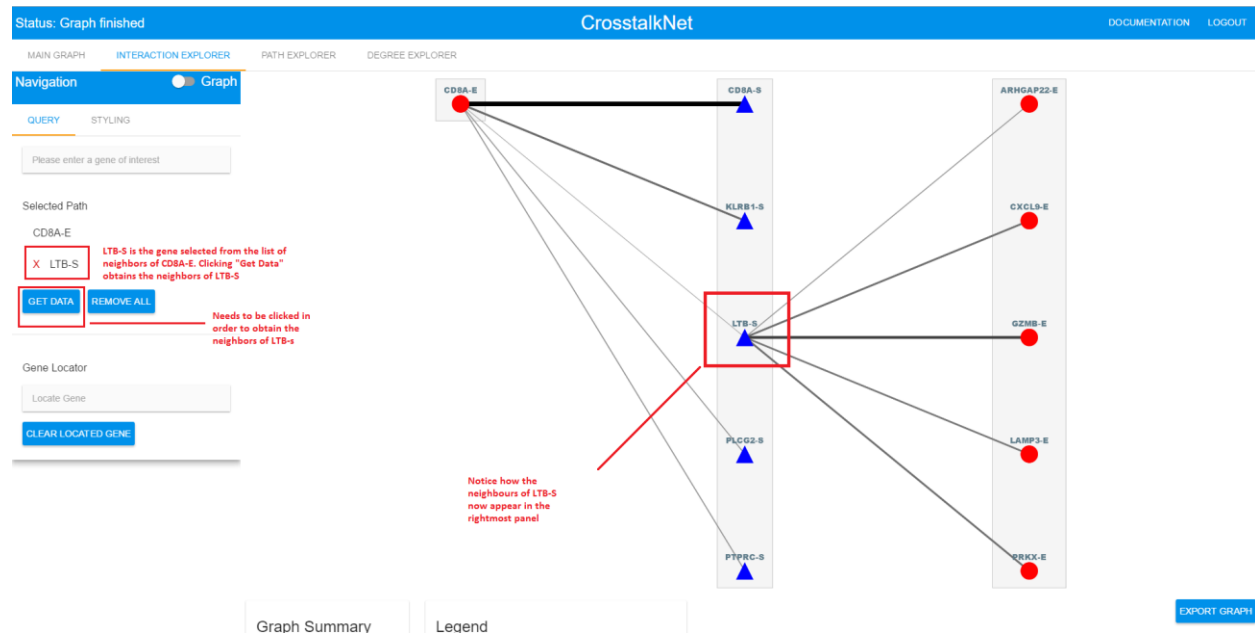 Status: Graph finished
CrosstalkNet
DOCUMENTATION LOGOUT
MAIN GRAPH INTERACTION EXPLORER PATH EXPLORER DEGREE EXPLORER
Navigation Graph
QUERY STYLING
Please enter a gene of interest
Selected Path
CD8A-E
X LTB-S
LTB-S is the gene selected from the list of
neighbors of CD8A-E. Clicking "Get Data"
obtains the neighbors of LTB-S
GET DATA REMOVE ALL
Needs to be clicked in
order to obtain the
neighbors of LTB-s
Gene Locator
Locate Gene
CLEAR LOCATED GENE
CD8A-E
CD8A-S
KLRB1-S
LTB-S
PLCG2-S
PTPRC-S
ARHGAP22-E
CXCL9-E
GZMB-E
LAMP3-E
PRKX-E
Notice how the
neighbours of LTB-S
now appear in the
rightmost panel
EXPORT GRAPH
Graph Summary
Legend